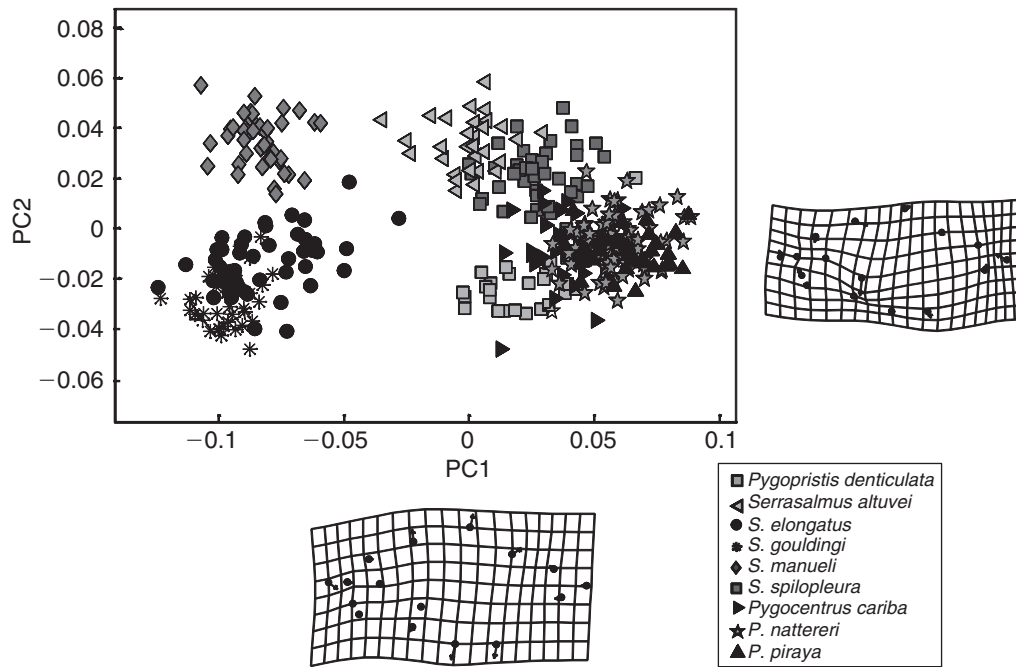 0.08
0.06
0.04
0.02
0
−0.02
−0.04
−0.06
PC2
−0.1
−0.05
0
0.05
0.1
PC1
Pygopristis denticulata
Serrasalmus altuvei
S. elongatus
S. gouldingi
S. manueli
S. spilopleura
Pygocentrus cariba
P. nattereri
P. piraya